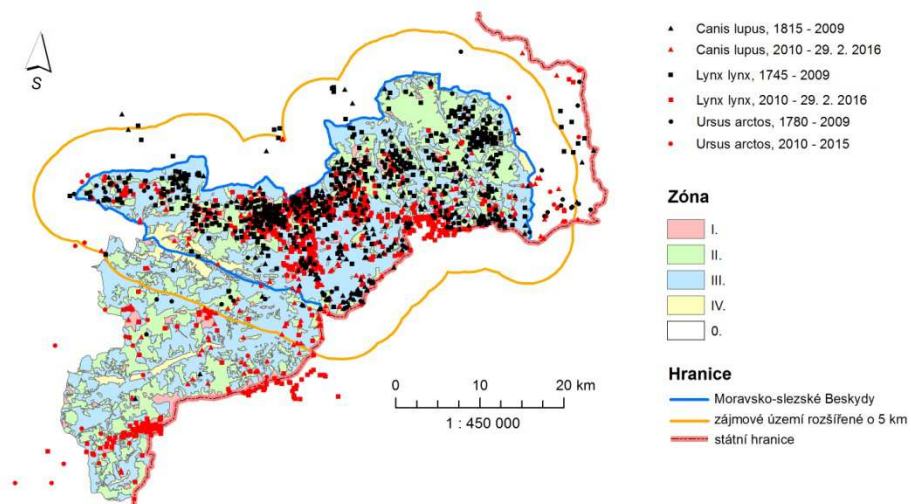 S
Canis lupus, 1815 - 2009
Canis lupus, 2010 - 29. 2. 2016
Lynx lynx, 1745 - 2009
Lynx lynx, 2010 - 29. 2. 2016
Ursus arctos, 1780 - 2009
Ursus arctos, 2010 - 2015
Zóna
I.
II.
III.
IV.
0.
Hranice
Moravsko-slezské Beskydy
zájmové území rozšířené o 5 km
státní hranice
0 10 20 km
1 : 450 000